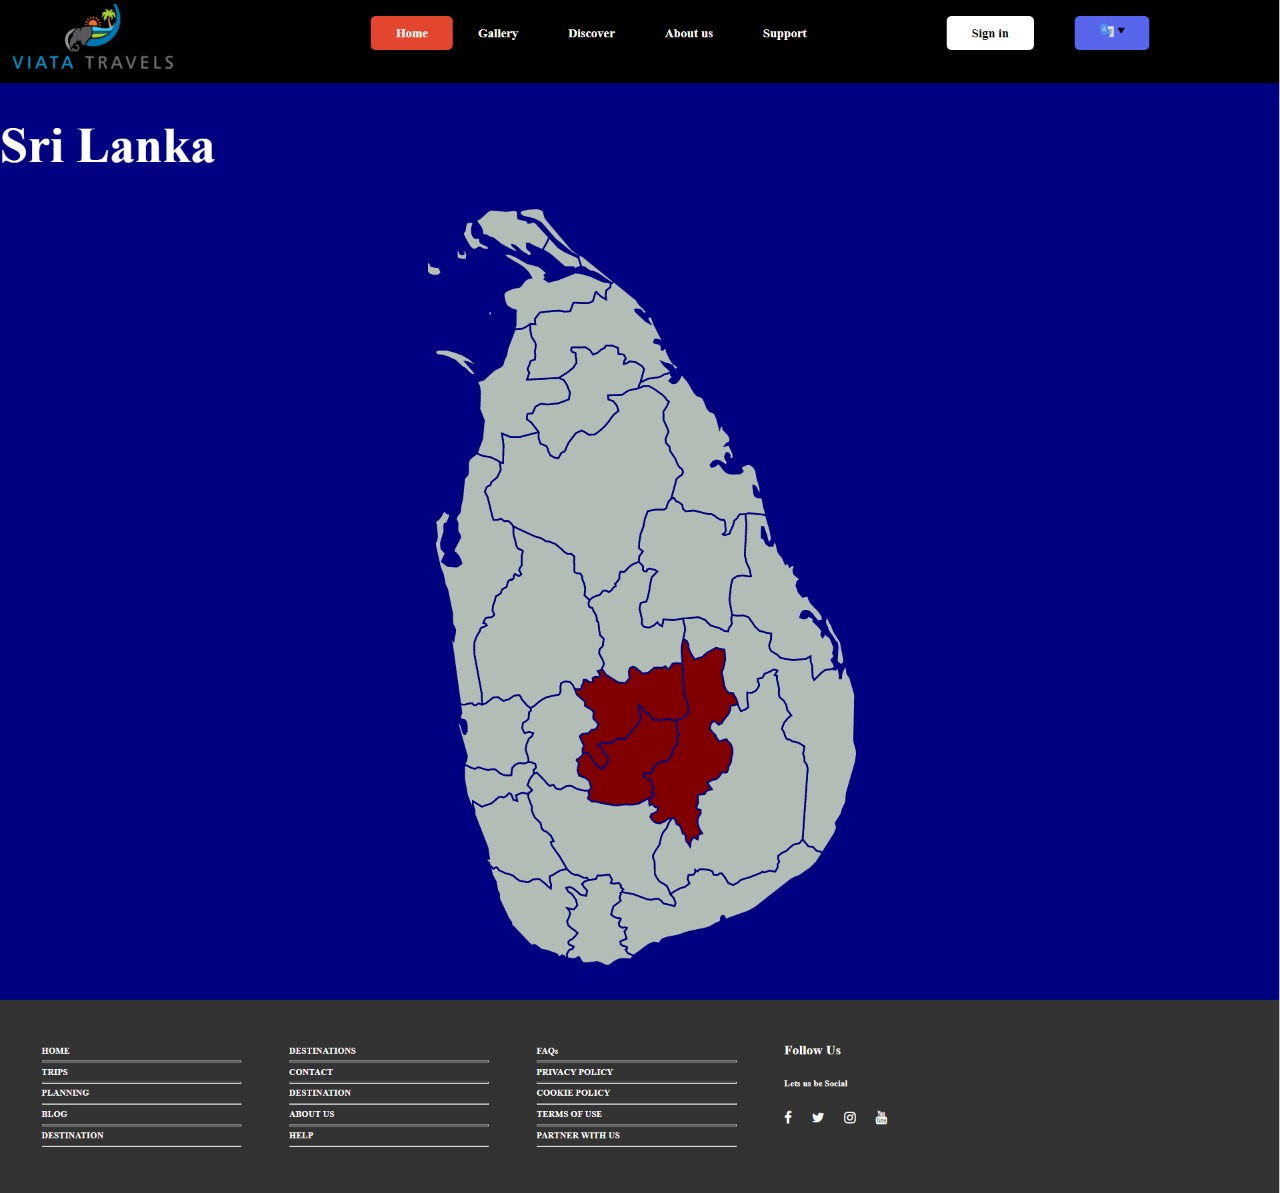 VIATA TRAVELS
Home
Gallery
Discover
About us
Support
Sign in
Sri Lanka
HOME
TRIPS
PLANNING
BLOG
DESTINATION
DESTINATIONS
CONTACT
DESTINATION
ABOUT US
HELP
FAQs
PRIVACY POLICY
COOKIE POLICY
TERMS OF USE
PARTNER WITH US
Follow Us
Lets us be Social